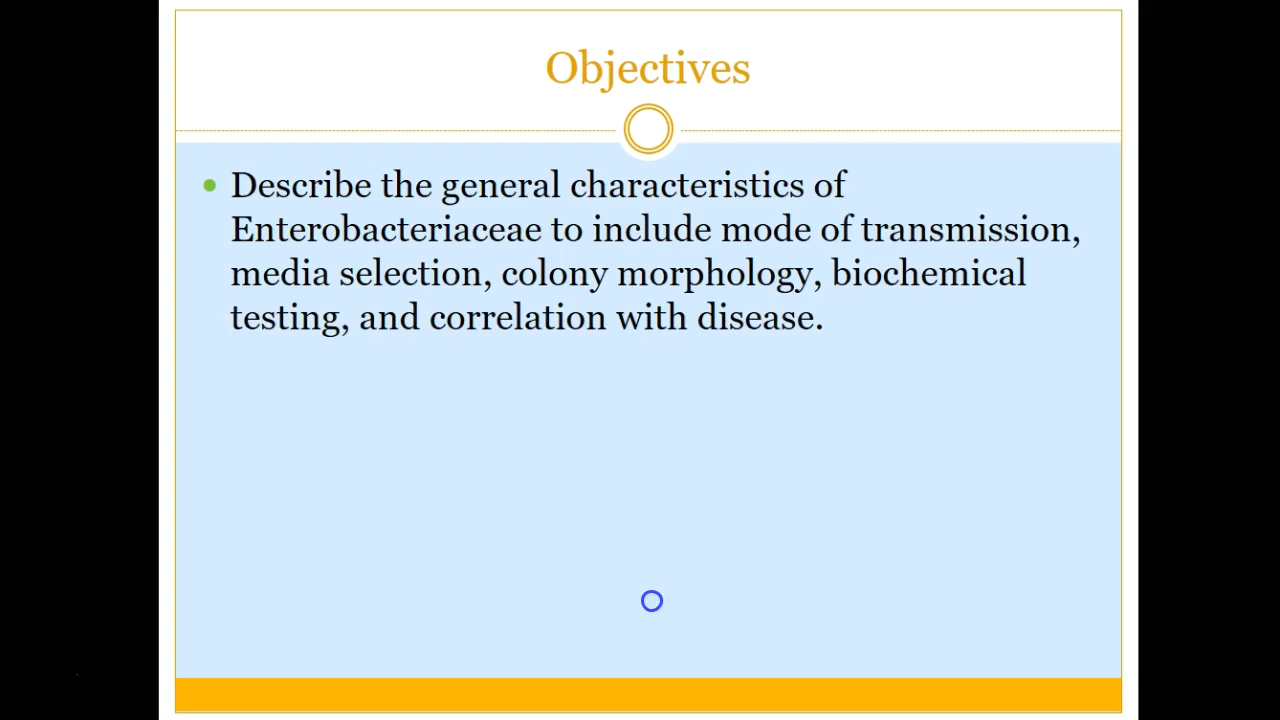 Objectives
• Describe the general characteristics of
Enterobacteriaceae to include mode of transmission,
media selection, colony morphology, biochemical
testing, and correlation with disease.